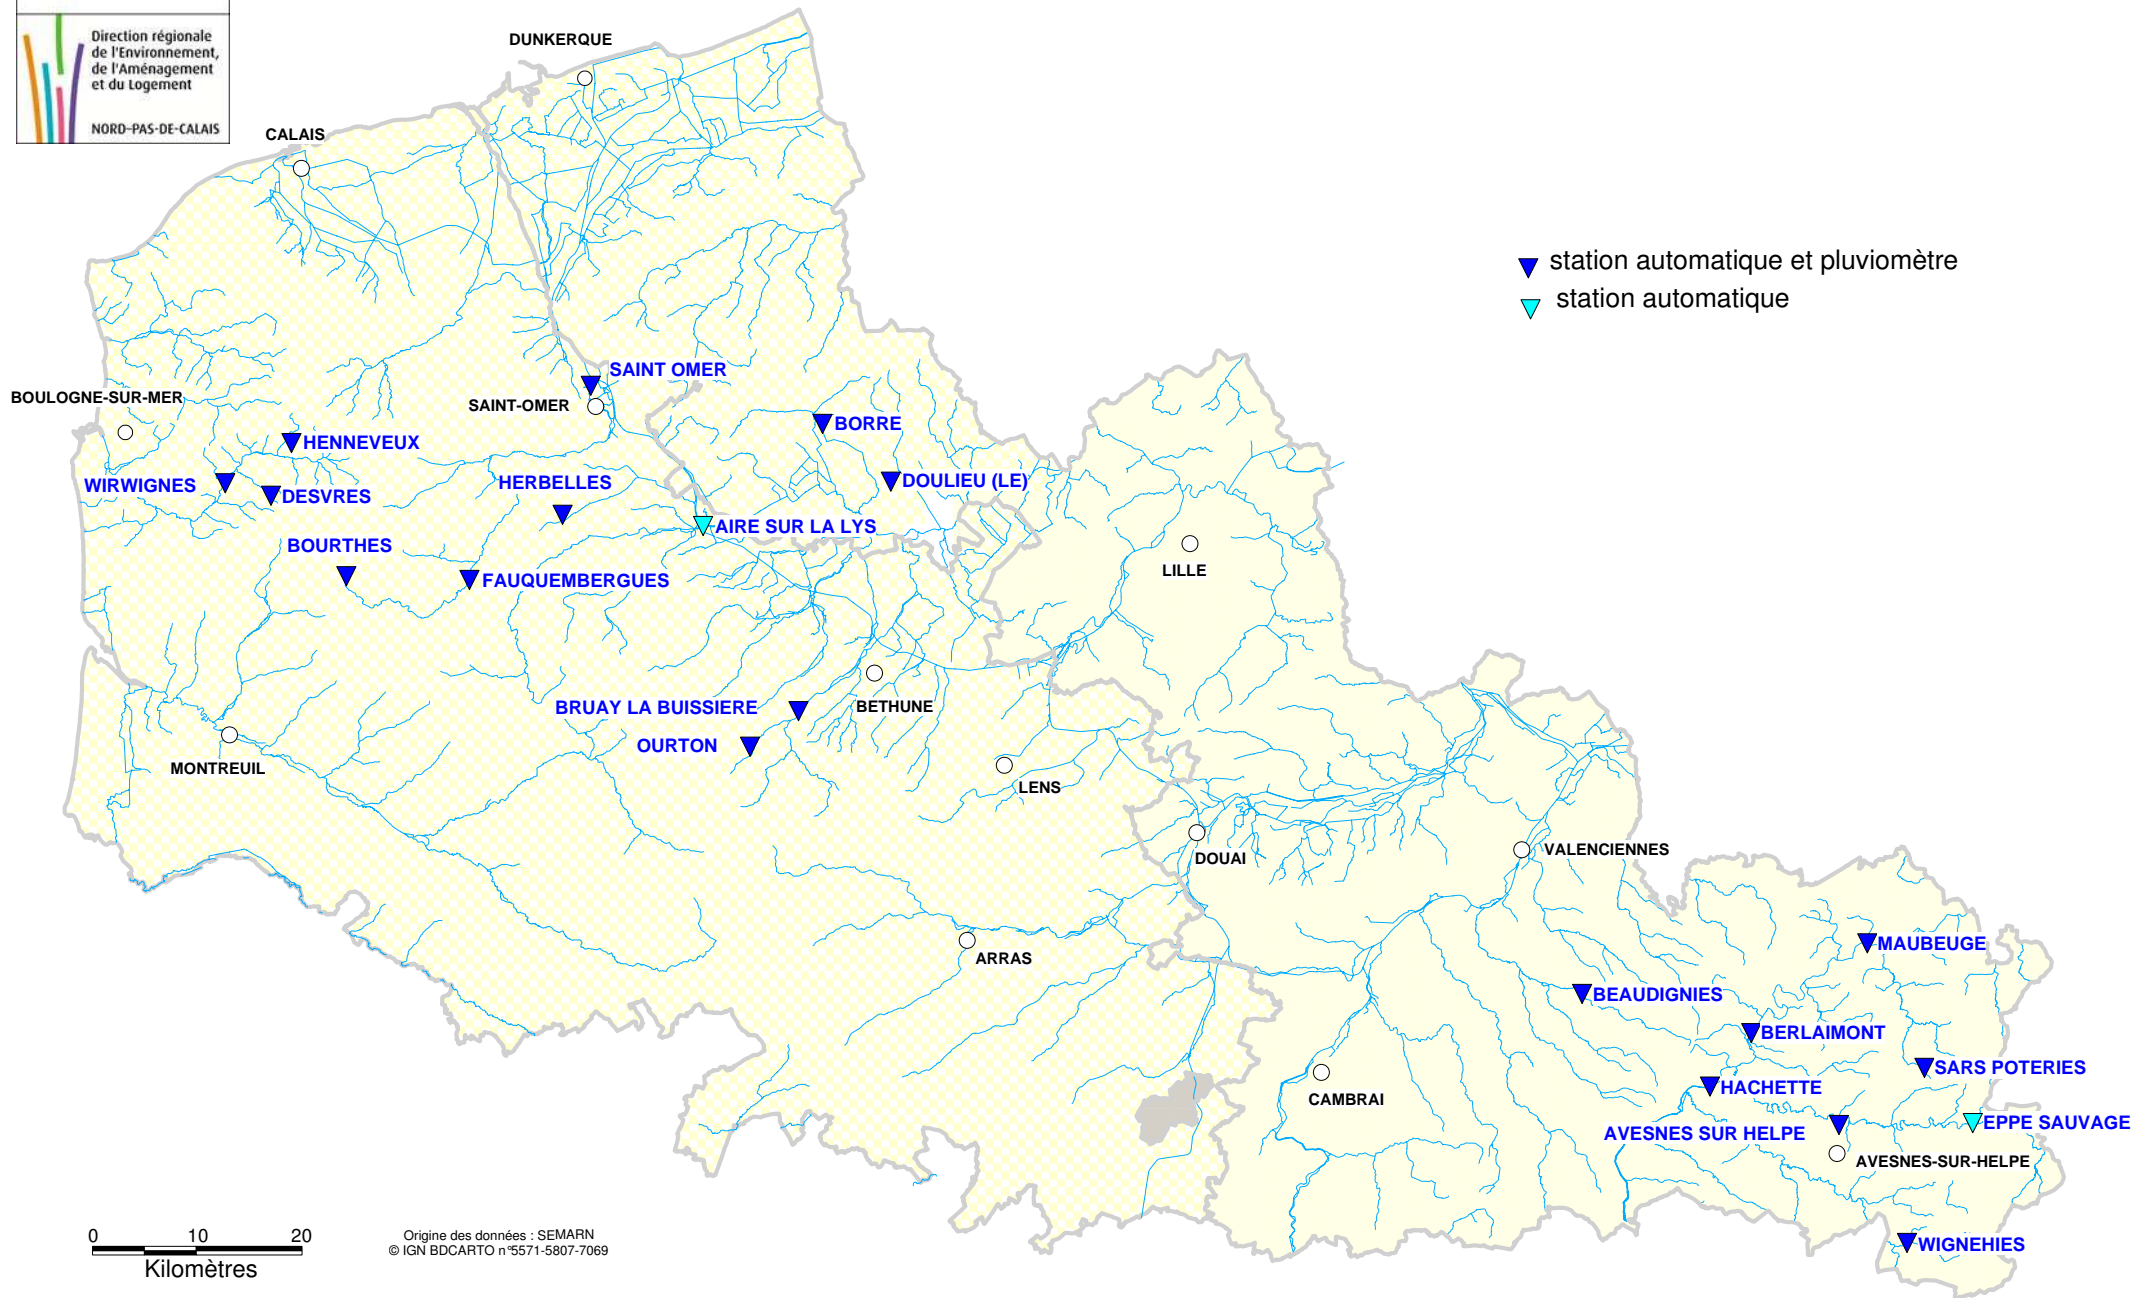 Direction régionale
de l'Environnement,
de l'Aménagement
et du Logement
NORD-PAS-DE-CALAIS
DUNKERQUE
CALAIS
station automatique et pluviomètre
station automatique
SAINT OMER
BOULOGNE-SUR-MER
SAINT-OMER
BORRE
HENNEVEUX
WIRWIGNES
DESVRES
HERBELLES
DOULIEU (LE)
AIRE SUR LA LYS
BOURTHES
FAUQUEMBERGUES
LILLE
BRUAY LA BUISSIERE
BETHUNE
OURTON
MONTREUIL
LENS
DOUAI
VALENCIENNES
ARRAS
MAUBEUGE
BEAUDIGNIES
BERLAIMONT
SARS POTERIES
HACHETTE
CAMBRAI
EPPE SAUVAGE
AVESNES SUR HELPE
AVESNES-SUR-HELPE
WIGNEHIES
0 10 20
Kilomètres
Origine des données : SEMARN
© IGN BDCARTO n°5571-5807-7069